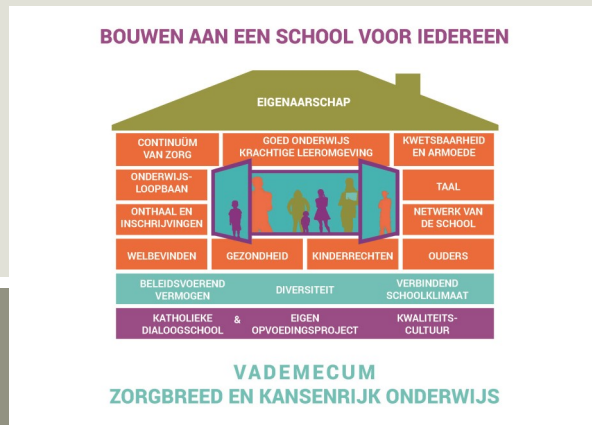 BOUWEN AAN EEN SCHOOL VOOR IEDEREEN
EIGENAARSCHAP
CONTINUÜM
VAN ZORG
GOED ONDERWIJS
KRACHTIGE LEEROMGEVING
KWETSBAARHEID
EN ARMOEDE
ONDERWIJS-
LOOPBAAN
TAAL
ONTHAAL EN
INSCHRIJVINGEN
NETWERK VAN
DE SCHOOL
WELBEVINDEN
GEZONDHEID
KINDERRECHTEN
OUDERS
BELEIDSVOEREND
VERMOGEN
DIVERSITEIT
VERBINDEND
SCHOOLKLIMAAT
KATHOLIEKE
DIALOOGSCHOOL
&
EIGEN
OPVOEDINGSPROJECT
KWALITEITS-
CULTUUR
VADEMECUM
ZORGBREED EN KANSENRIJK ONDERWIJS